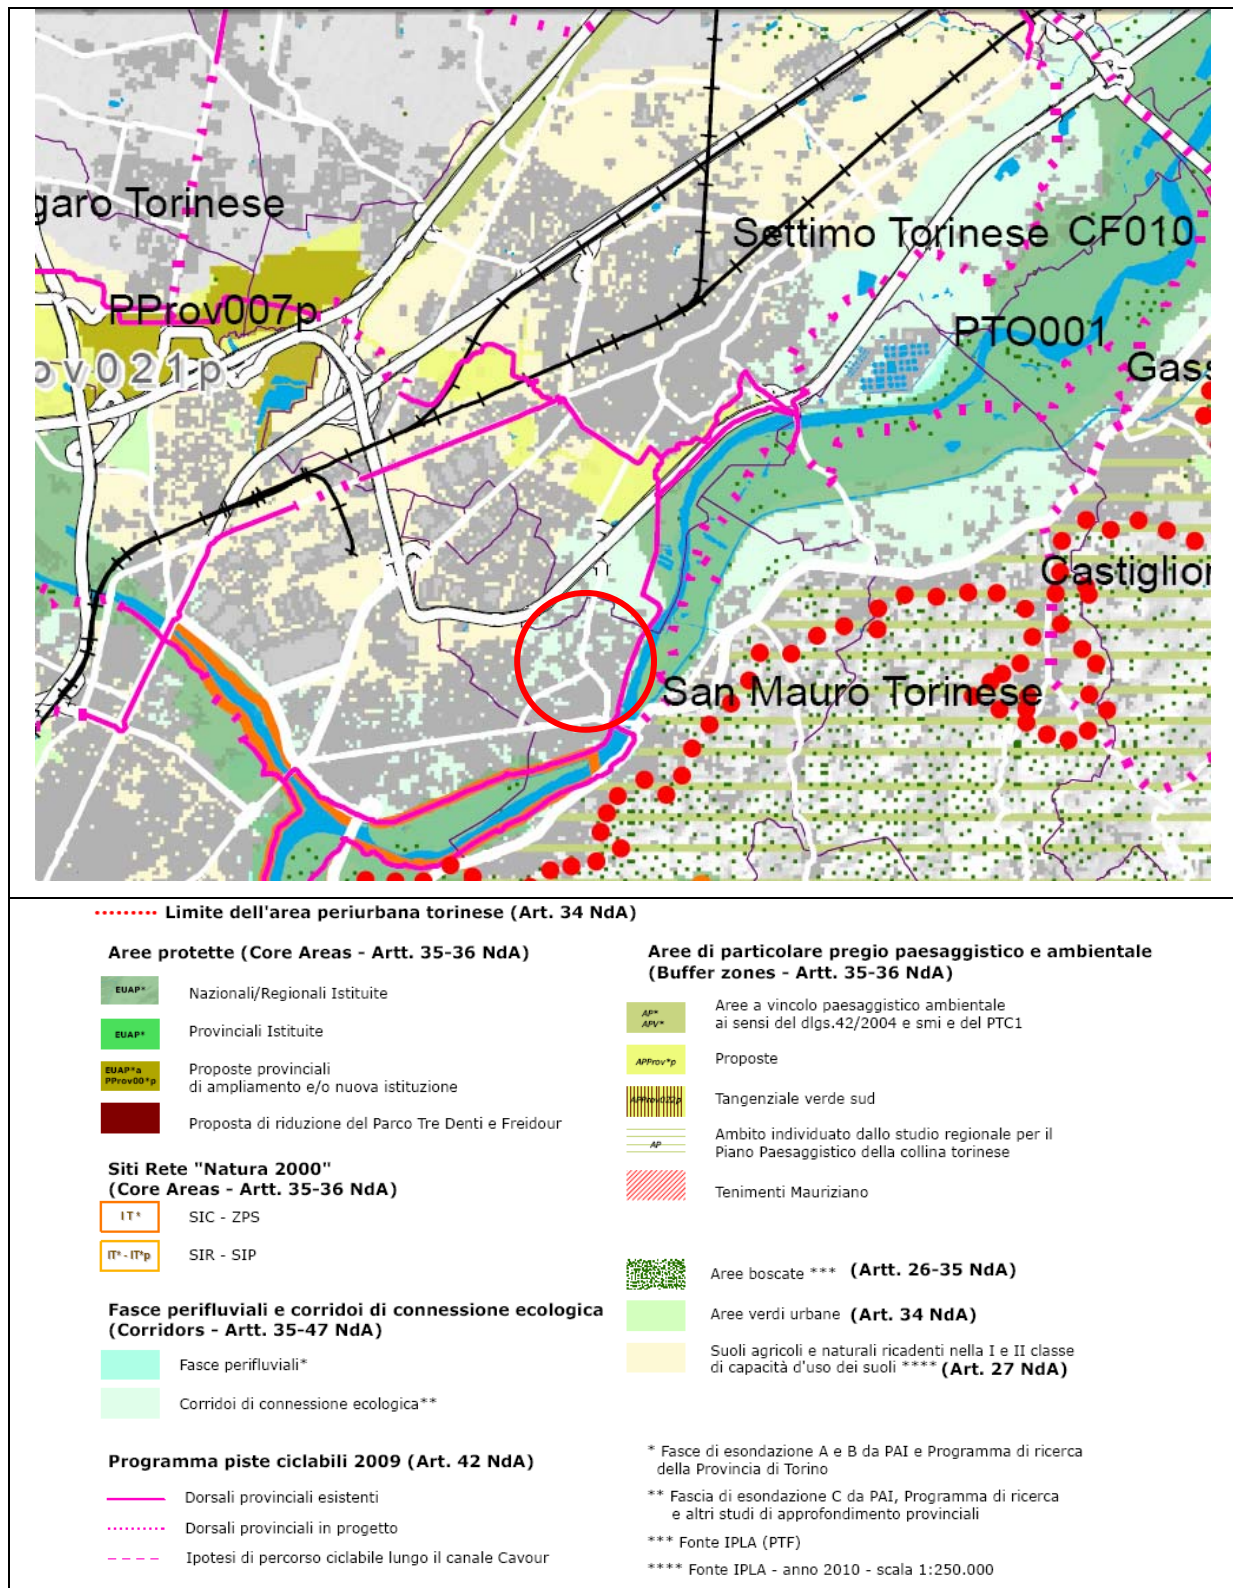 garo Torinese
Settimo Torinese CF010
PProv007p
PTO001
ov021p
Gass
Castiglion
San Mauro Torinese
Limite dell'area periurbana torinese (Art. 34 NdA)
Aree protette (Core Areas - Artt. 35-36 NdA)
EUAP*
Nazionali/Regionali Istituite
EUAP*
Provinciali Istituite
EUAP*a
PProv00*p
Proposte provinciali
di ampliamento e/o nuova istituzione
Proposta di riduzione del Parco Tre Denti e Freidour
Siti Rete "Natura 2000"
(Core Areas - Artt. 35-36 NdA)
IT*
SIC - ZPS
IT* - IT*p
SIR - SIP
Fasce perifluviali e corridoi di connessione ecologica
(Corridors - Artt. 35-47 NdA)
Fasce perifluviali*
Corridoi di connessione ecologica**
Programma piste ciclabili 2009 (Art. 42 NdA)
Dorsali provinciali esistenti
Dorsali provinciali in progetto
Ipotesi di percorso ciclabile lungo il canale Cavour
Aree di particolare pregio paesaggistico e ambientale
(Buffer zones - Artt. 35-36 NdA)
AP*
APV*
Aree a vincolo paesaggistico ambientale
ai sensi del dlgs.42/2004 e smi e del PTC1
APProv*p
Proposte
APProv022p
Tangenziale verde sud
AP
Ambito individuato dallo studio regionale per il
Piano Paesaggistico della collina torinese
Tenimenti Mauriziano
Aree boscate *** (Artt. 26-35 NdA)
Aree verdi urbane (Art. 34 NdA)
Suoli agricoli e naturali ricadenti nella I e II classe
di capacità d'uso dei suoli **** (Art. 27 NdA)
* Fasce di esondazione A e B da PAI e Programma di ricerca
della Provincia di Torino
** Fascia di esondazione C da PAI, Programma di ricerca
e altri studi di approfondimento provinciali
*** Fonte IPLA (PTF)
**** Fonte IPLA - anno 2010 - scala 1:250.000